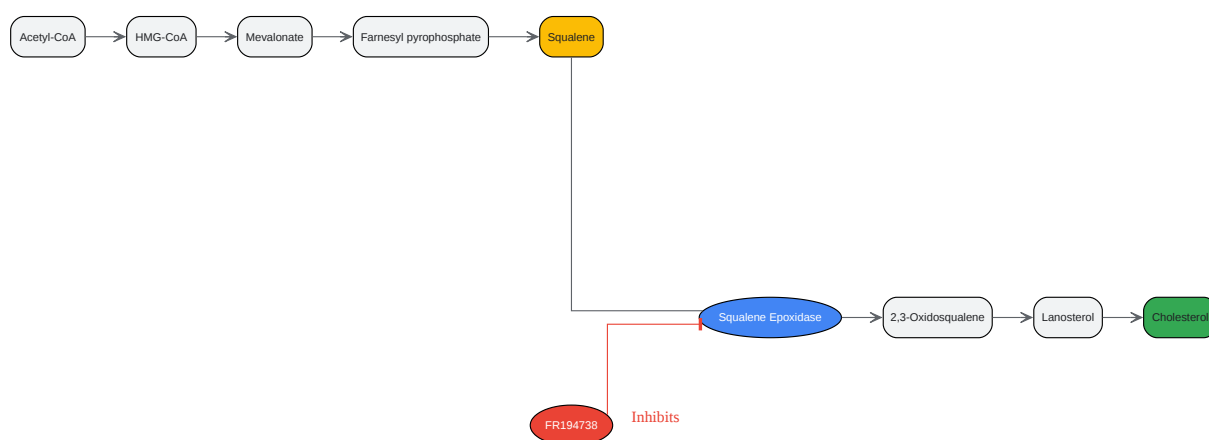 Acetyl-CoA
HMG-CoA
Mevalonate
Farnesyl pyrophosphate
Squalene
Squalene Epoxidase
2,3-Oxidosqualene
Lanosterol
Cholesterol
FR194738
Inhibits